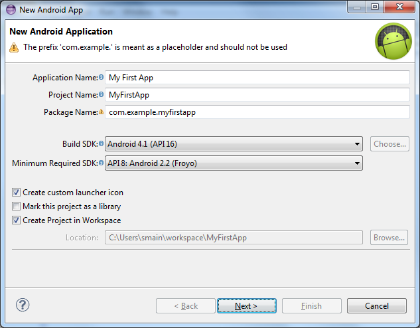 New Android App
New Android Application
The prefix 'com.example.' is meant as a placeholder and should not be used
Application Name: My First App
Project Name: MyFirstApp
Package Name: com.example.myfirstapp
Build SDK: Android 4.1 (API 16) Choose...
Minimum Required SDK: API 8: Android 2.2 (Froyo)
Create custom launcher icon
Mark this project as a library
Create Project in Workspace
Location: C:\Users\smain\workspace\MyFirstApp Browse...
? < Back Next > Finish Cancel